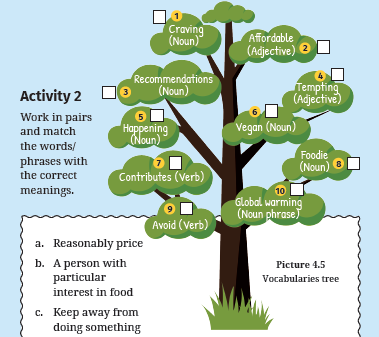 1
Craving
(Noun)
Affordable
(Adjective) 2
Recommendations
(Noun)
3
4
Tempting
(Adjective)
5
Happening
(Noun)
6
Vegan (Noun)
7
Contributes (Verb)
Foodie
(Noun) 8
9
Avoid (Verb)
10
Global warming
(Noun phrase)
Activity 2
Work in pairs
and match
the words/
phrases with
the correct
meanings.
a. Reasonably price
b. A person with
particular
interest in food
c. Keep away from
doing something
Picture 4.5
Vocabularies tree